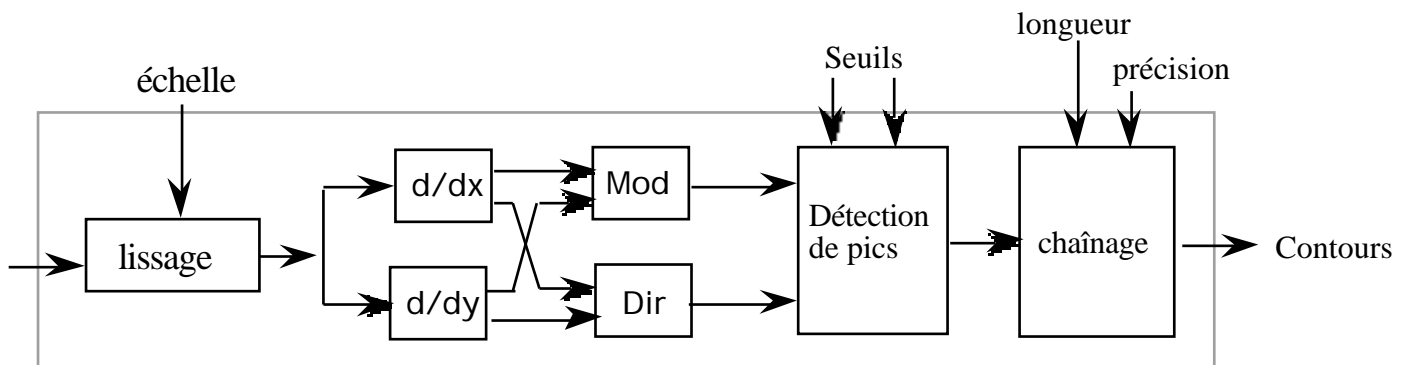 longueur
Seuils
précision
échelle
d/dx
Mod
Détection
de pics
chaînage
Contours
lissage
d/dy
Dir